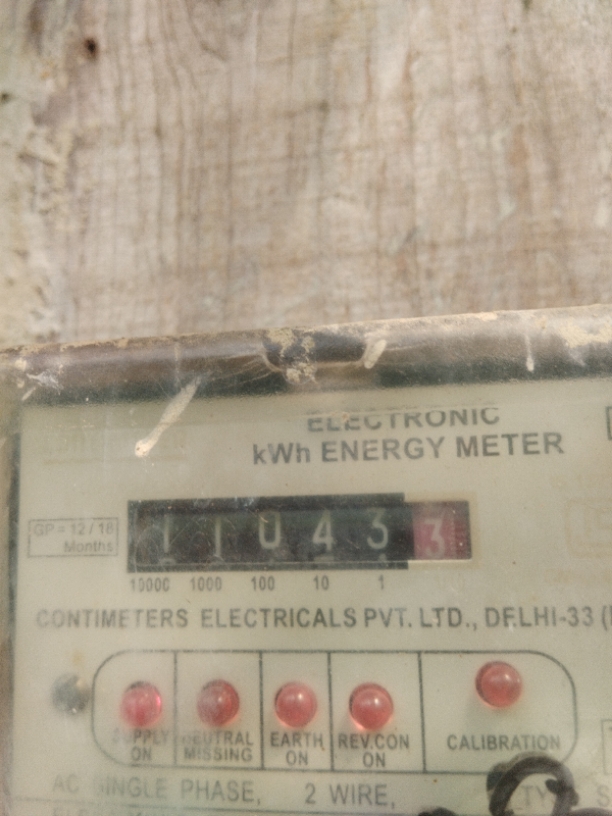 ELECTRONIC
kWh ENERGY METER
GP = 12 / 18
Months
1 1 0 4 3 3
10000 1000 100 10 1
CONTIMETERS ELECTRICALS PVT. LTD., DELHI-33
SUPPLY ON
NEUTRAL MISSING
EARTH ON
REV.CON ON
CALIBRATION
AC SINGLE PHASE, 2 WIRE,